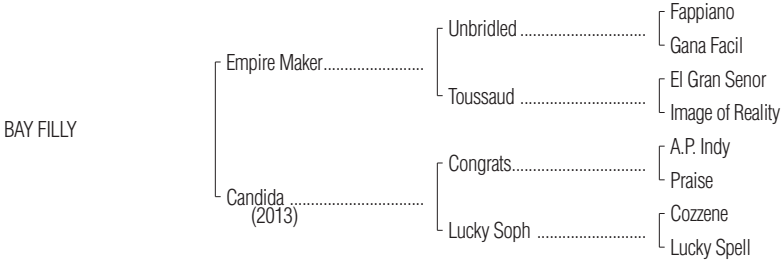 Fappiano
Unbridled ..............................
Gana Facil
Empire Maker........................
El Gran Senor
Toussaud ..............................
Image of Reality
BAY FILLY
A.P. Indy
Congrats................................
Praise
Candida ................................
(2013)
Cozzene
Lucky Soph ..........................
Lucky Spell